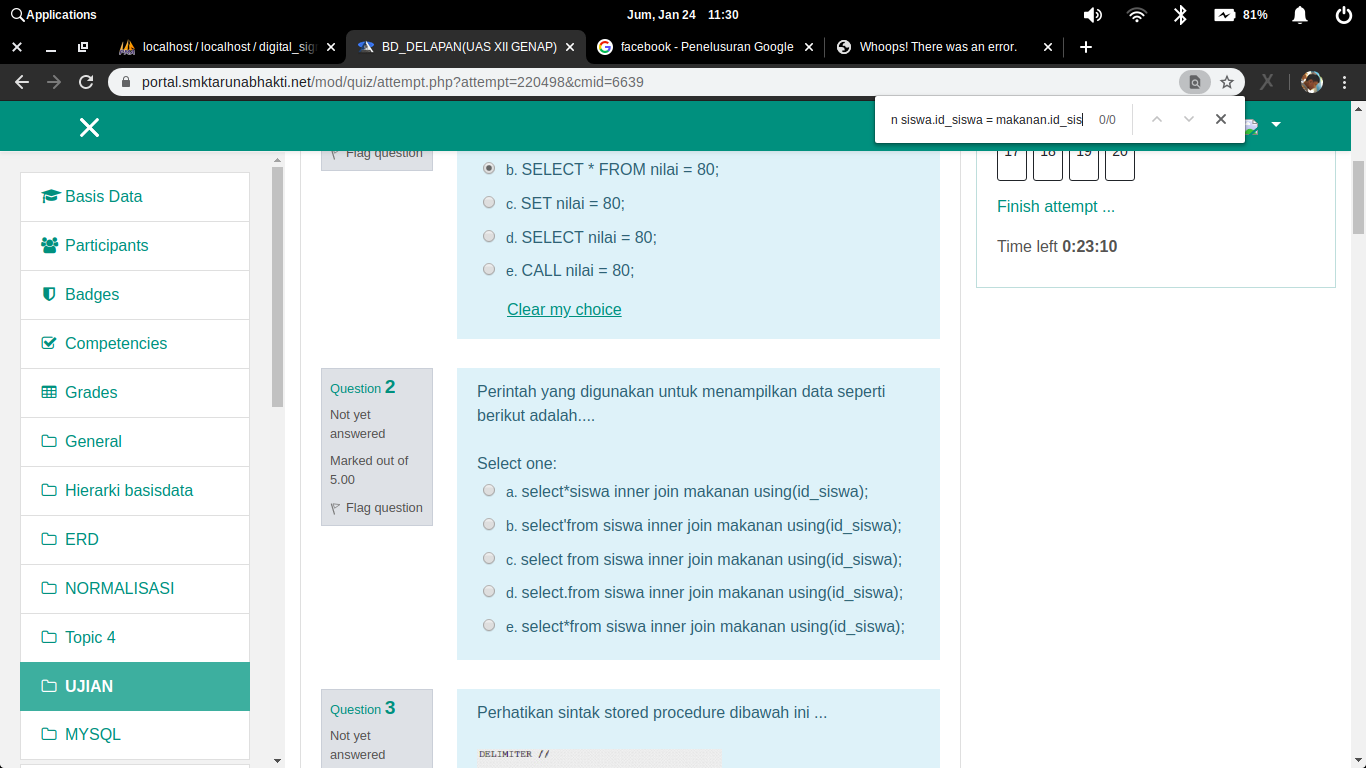 Applications
Jum, Jan 24 11:30
81%
localhost / localhost / digital_sig
BD_DELAPAN(UAS XII GENAP)
facebook - Penelusuran Google
Whoops! There was an error.
portal.smktarunabhakti.net/mod/quiz/attempt.php?attempt=220498&cmid=6639
n siswa.id_siswa = makanan.id_sis
0/0
Basis Data
Participants
Badges
Competencies
Grades
General
Hierarki basisdata
ERD
NORMALISASI
Topic 4
UJIAN
MYSQL
Flag question
b. SELECT * FROM nilai = 80;
c. SET nilai = 80;
d. SELECT nilai = 80;
e. CALL nilai = 80;
Clear my choice
Question 2
Not yet
answered
Marked out of
5.00
Flag question
Perintah yang digunakan untuk menampilkan data seperti
berikut adalah....
Select one:
a. select*siswa inner join makanan using(id_siswa);
b. select'from siswa inner join makanan using(id_siswa);
c. select from siswa inner join makanan using(id_siswa);
d. select.from siswa inner join makanan using(id_siswa);
e. select*from siswa inner join makanan using(id_siswa);
Question 3
Not yet
answered
Perhatikan sintak stored procedure dibawah ini ...
DELIMITER //
17 18 19 20
Finish attempt ...
Time left 0:23:10